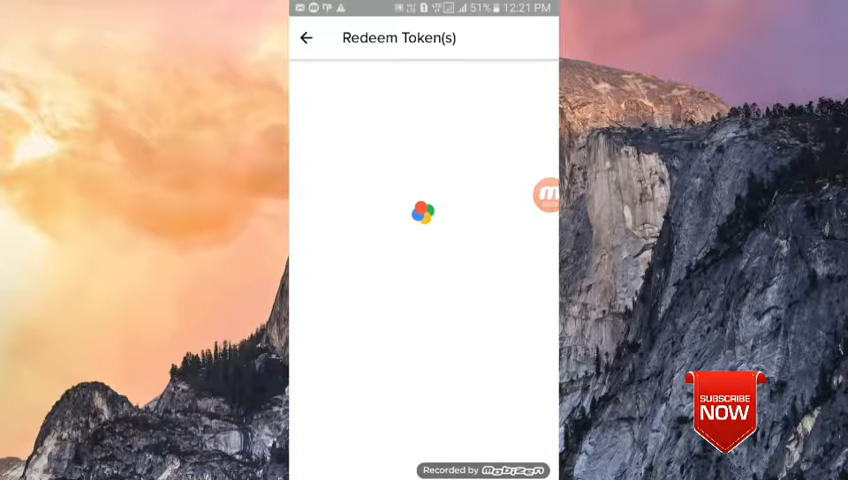 51% 12:21 PM
Redeem Token(s)
SUBSCRIBE
NOW
Recorded by mobizen